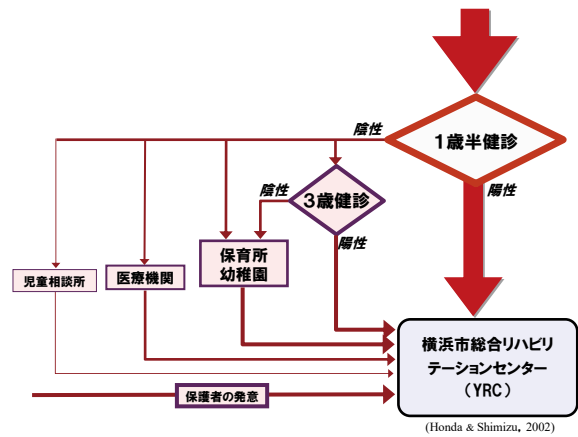 陰性
1歳半健診
陰性
3歳健診
陽性
陽性
保育所
幼稚園
児童相談所
医療機関
横浜市総合リハビリ
テーションセンター
(YRC)
保護者の発意
(Honda & Shimizu, 2002)